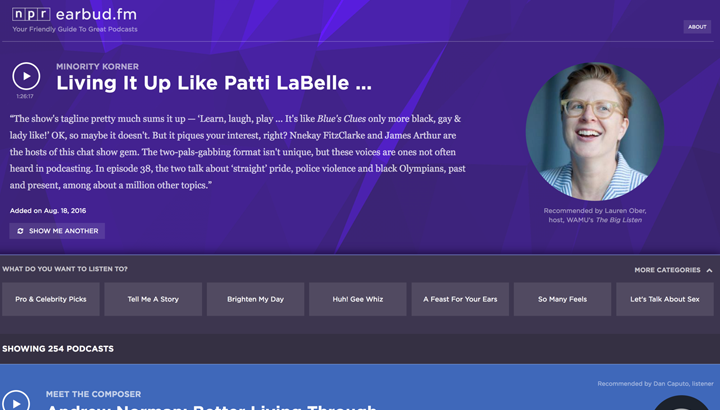 npr earbud.fm
Your Friendly Guide To Great Podcasts
ABOUT
MINORITY KORNER
Living It Up Like Patti LaBelle ...
1:26:17
“The show's tagline pretty much sums it up — ‘Learn, laugh, play ... It's like Blue's Clues only more black, gay &
lady like!’ OK, so maybe it doesn't. But it piques your interest, right? Nnekay FitzClarke and James Arthur are
the hosts of this chat show gem. The two-pals-gabbing format isn't unique, but these voices are ones not often
heard in podcasting. In episode 38, the two talk about ‘straight’ pride, police violence and black Olympians, past
and present, among about a million other topics.”
Added on Aug. 18, 2016
SHOW ME ANOTHER
Recommended by Lauren Ober,
host, WAMU's The Big Listen
WHAT DO YOU WANT TO LISTEN TO?
MORE CATEGORIES
Pro & Celebrity Picks
Tell Me A Story
Brighten My Day
Huh! Gee Whiz
A Feast For Your Ears
So Many Feels
Let's Talk About Sex
SHOWING 254 PODCASTS
Recommended by Dan Caputo, listener
MEET THE COMPOSER
Andrew Norman: Better Living Through